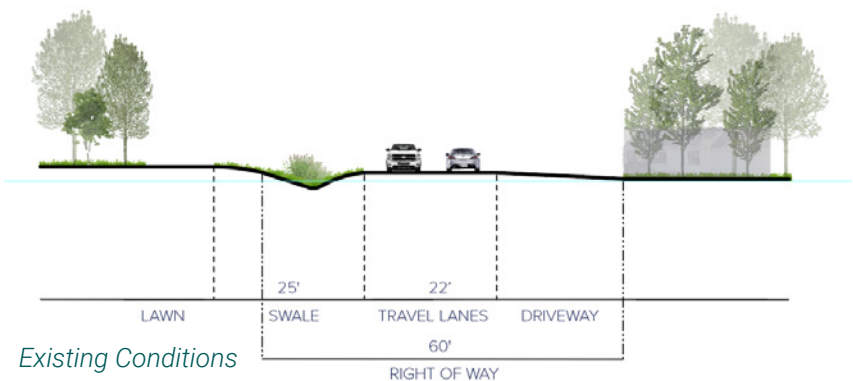 25' 22'
LAWN SWALE TRAVEL LANES DRIVEWAY
60'
Existing Conditions
RIGHT OF WAY